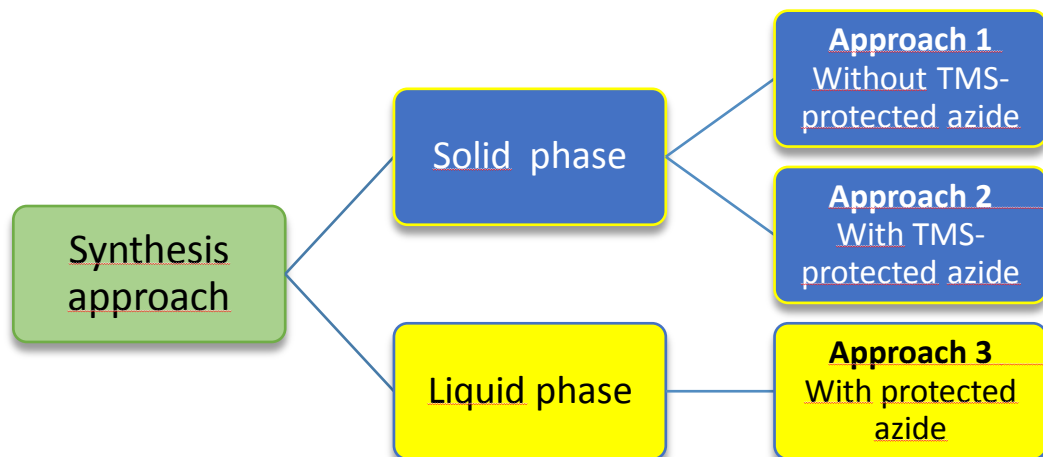 Synthesis
approach
Solid phase
Liquid phase
Approach 1
Without TMS-
protected azide
Approach 2
With TMS-
protected azide
Approach 3
With protected
azide